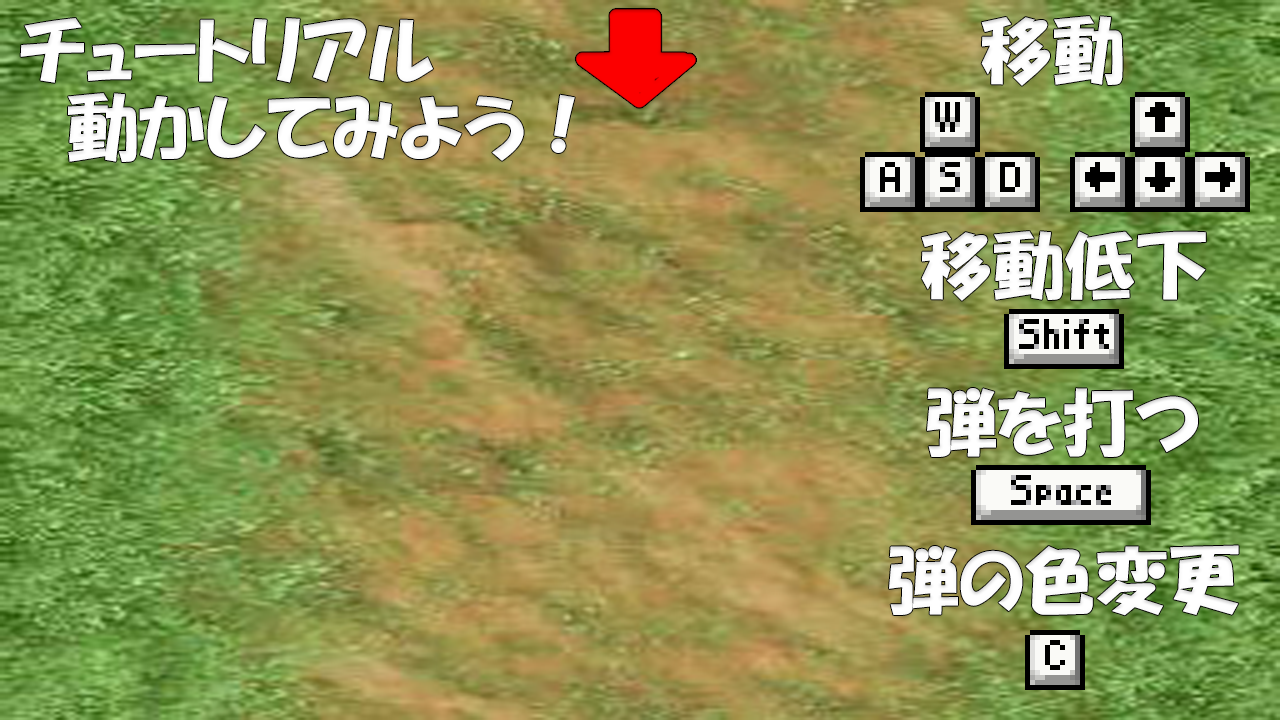 チュートリアル
動かしてみよう！
移動
W ↑
A S D ← ↓ →
移動低下
Shift
弾を打つ
Space
弾の色変更
C